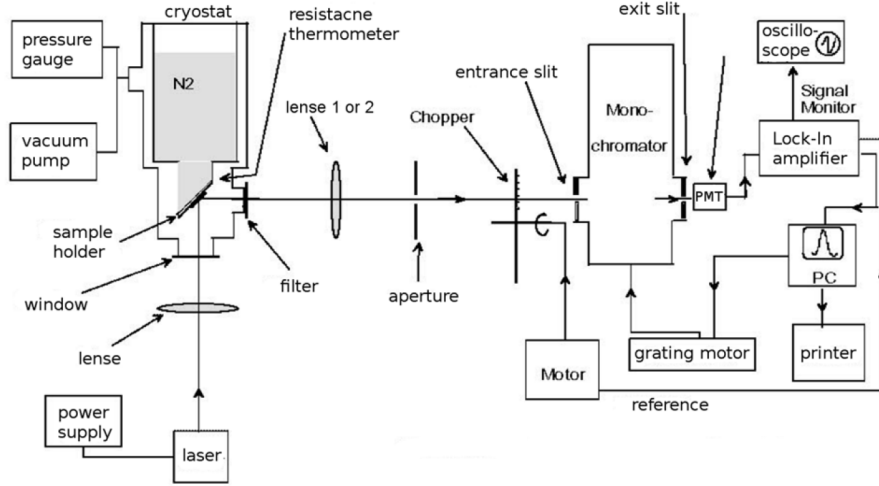 cryostat
resistacne
thermometer
pressure
gauge
N2
vacuum
pump
lense 1 or 2
Chopper
entrance slit
exit slit
Mono-
chromator
PMT
oscillo-
scope
Signal
Monitor
Lock-In
amplifier
sample
holder
window
filter
aperture
lense
PC
grating motor
printer
Motor
reference
power
supply
laser